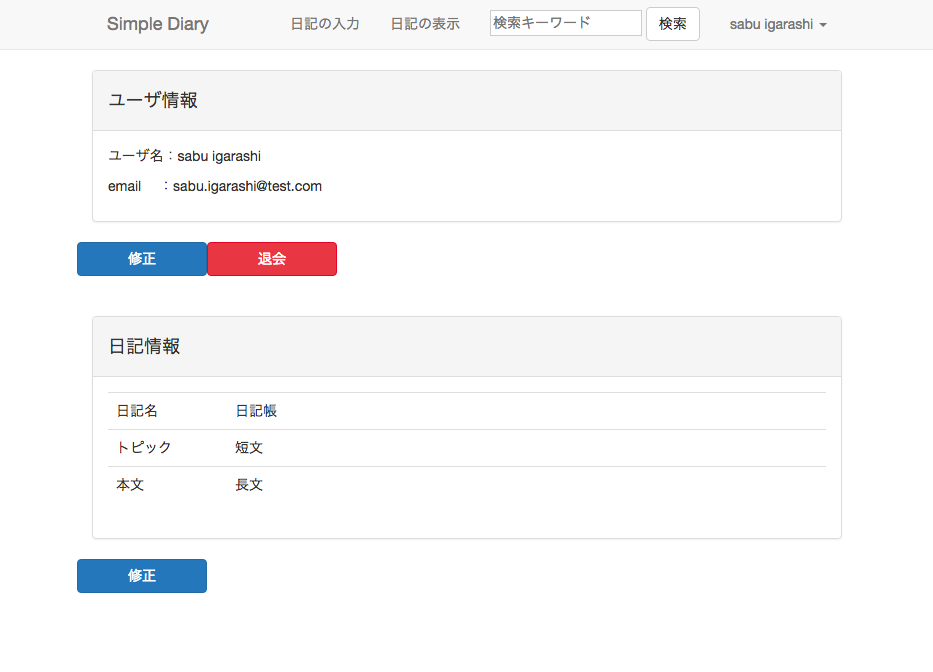 Simple Diary 日記の入力 日記の表示 検索キーワード 検索 sabu igarashi
ユーザ情報
ユーザ名：sabu igarashi
email ：sabu.igarashi@test.com
修正 退会
日記情報
日記名 日記帳
トピック 短文
本文 長文
修正